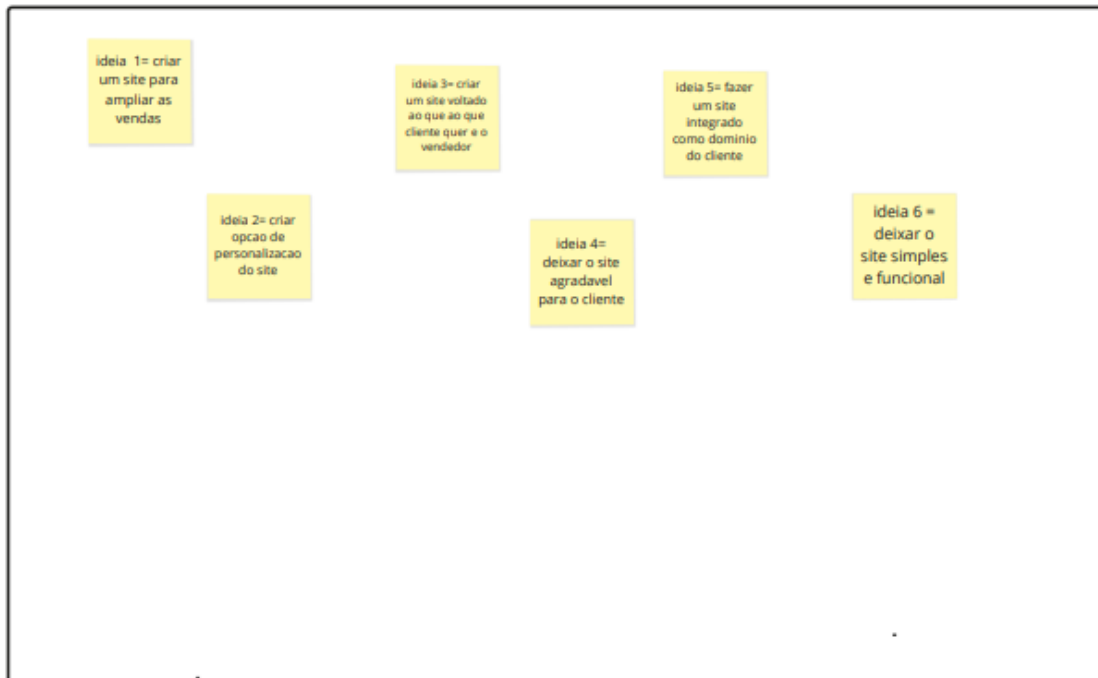 ideia 1= criar
um site para
ampliar as
vendas
ideia 2= criar
opcao de
personalizacao
do site
ideia 3= criar
um site voltado
ao que ao que
cliente quer e o
vendedor
ideia 4=
deixar o site
agradavel
para o cliente
ideia 5= fazer
um site
integrado
como dominio
do cliente
ideia 6 =
deixar o
site simples
e funcional